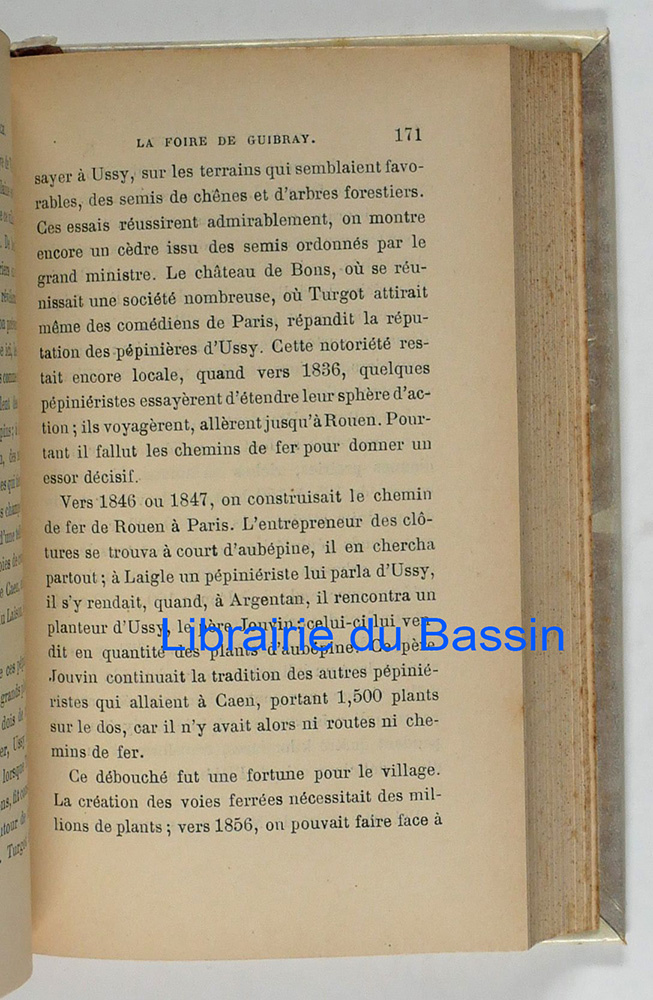 LA FOIRE DE GUIBRAY. 171
sayer à Ussy, sur les terrains qui semblaient favo-
rables, des semis de chênes et d'arbres forestiers.
Ces essais réussirent admirablement, on montre
encore un cèdre issu des semis ordonnés par le
grand ministre. Le château de Bons, où se réu-
nissait une société nombreuse, où Turgot attirait
même des comédiens de Paris, répandit la répu-
tation des pépinières d'Ussy. Cette notoriété res-
tait encore locale, quand vers 1836, quelques
pépiniéristes essayèrent d'étendre leur sphère d'ac-
tion ; ils voyagèrent, allèrent jusqu'à Rouen. Pour-
tant il fallut les chemins de fer pour donner un
essor décisif.
Vers 1846 ou 1847, on construisait le chemin
de fer de Rouen à Paris. L'entrepreneur des clô-
tures se trouva à court d'aubépine, il en chercha
partout ; à Laigle un pépiniériste lui parla d'Ussy,
il s'y rendait, quand, à Argentan, il rencontra un
planteur d'Ussy, le père Jouvin ; celui-ci lui ven-
dit en quantité des plants d'aubépine. Ce père
Jouvin continuait la tradition des autres pépinié-
ristes qui allaient à Caen, portant 1,500 plants
sur le dos, car il n'y avait alors ni routes ni che-
mins de fer.
Ce débouché fut une fortune pour le village.
La création des voies ferrées nécessitait des mil-
lions de plants ; vers 1856, on pouvait faire face à
Librairie du Bassin